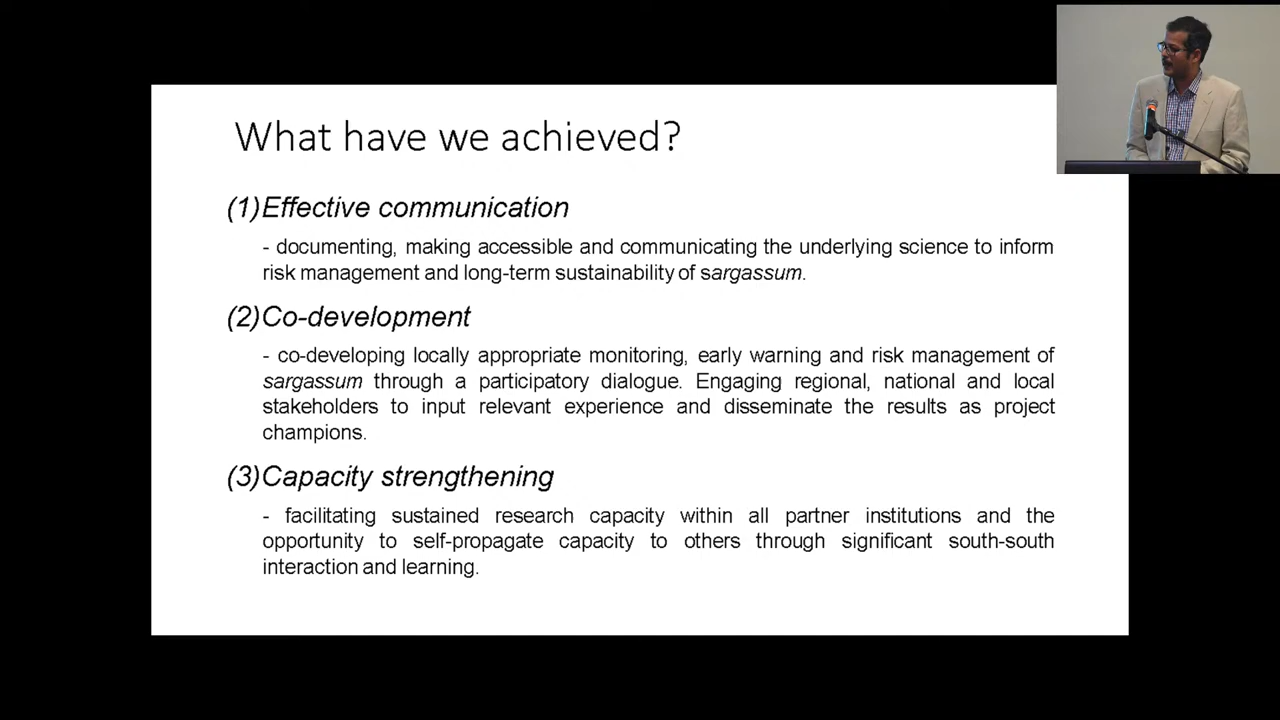 What have we achieved?
(1)Effective communication
- documenting, making accessible and communicating the underlying science to inform
risk management and long-term sustainability of sargassum.
(2)Co-development
- co-developing locally appropriate monitoring, early warning and risk management of
sargassum through a participatory dialogue. Engaging regional, national and local
stakeholders to input relevant experience and disseminate the results as project
champions.
(3)Capacity strengthening
- facilitating sustained research capacity within all partner institutions and the
opportunity to self-propagate capacity to others through significant south-south
interaction and learning.